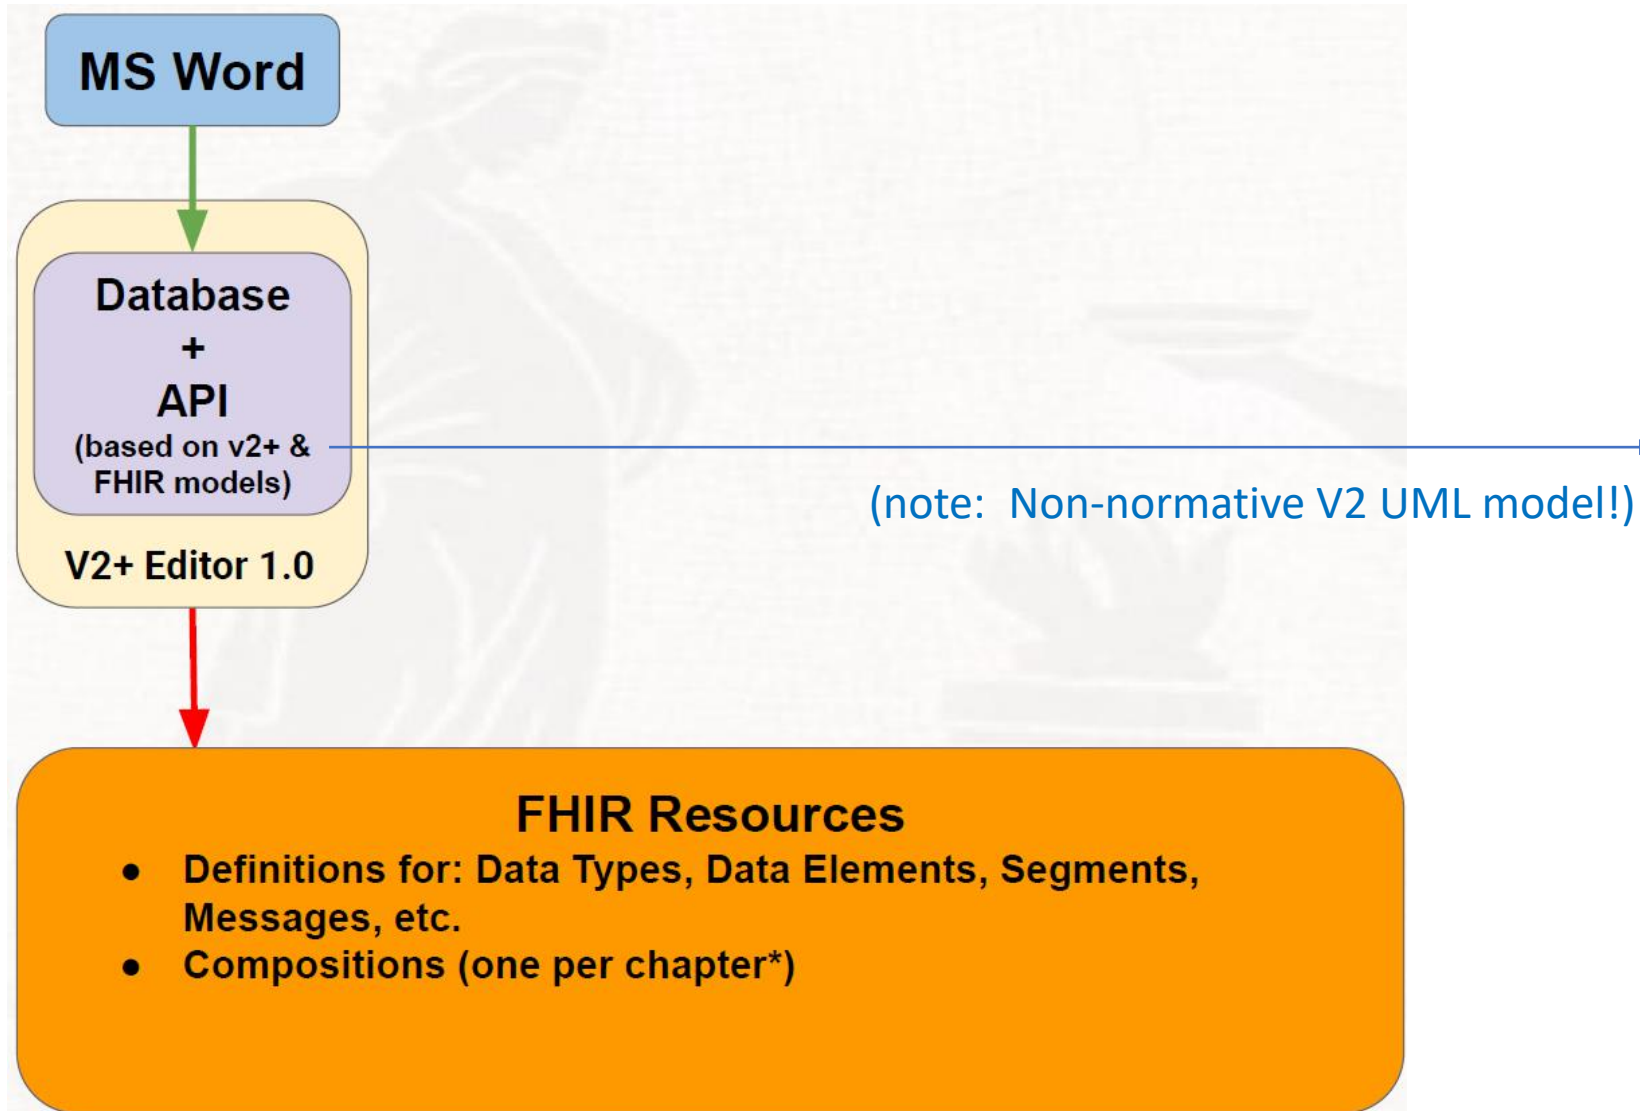 MS Word
Database
+
API
(based on v2+ &
FHIR models)
(note:  Non-normative V2 UML model!)
V2+ Editor 1.0
FHIR Resources
● Definitions for: Data Types, Data Elements, Segments,
Messages, etc.
● Compositions (one per chapter*)